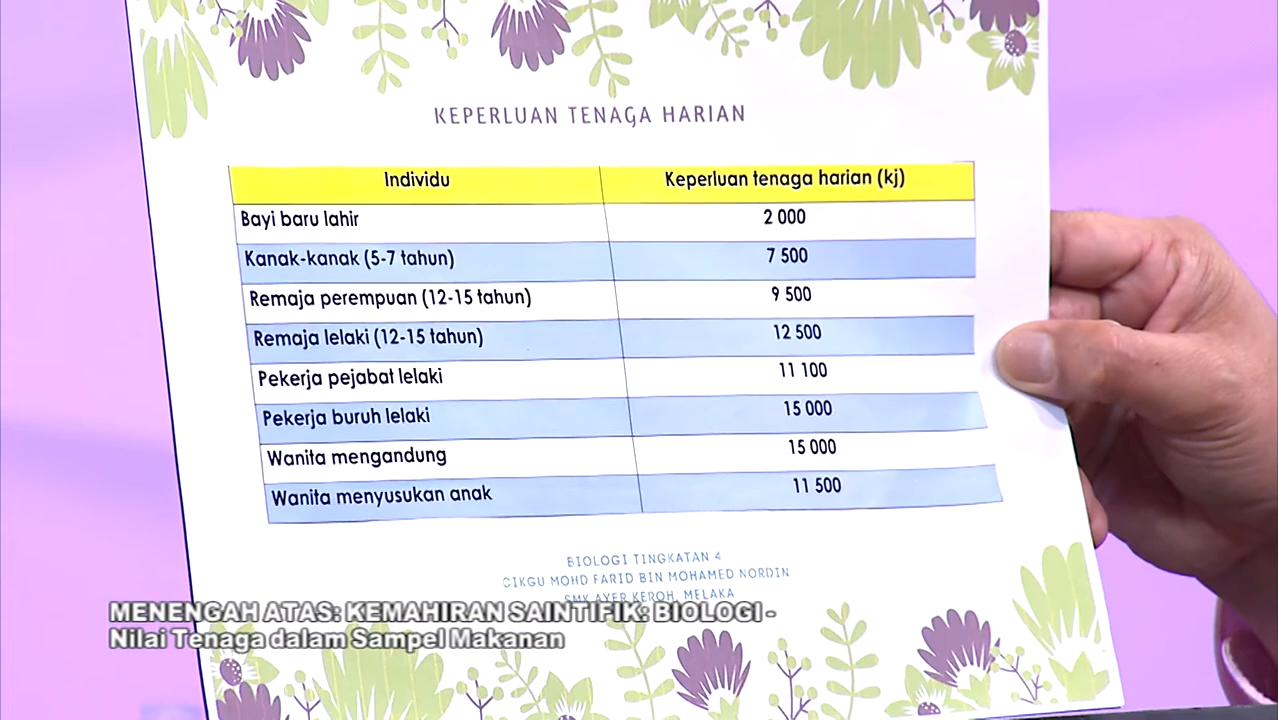 KEPERLUAN TENAGA HARIAN
Individu Keperluan tenaga harian (kj)
Bayi baru lahir 2 000
Kanak-kanak (5-7 tahun) 7 500
Remaja perempuan (12-15 tahun) 9 500
Remaja lelaki (12-15 tahun) 12 500
Pekerja pejabat lelaki 11 100
Pekerja buruh lelaki 15 000
Wanita mengandung 15 000
Wanita menyusukan anak 11 500
BIOLOGI TINGKATAN 4
CIKGU MOHD FARID BIN MOHAMED NORDIN
SMK AYER KEROH, MELAKA
MENENGAH ATAS: KEMAHIRAN SAINTIFIK: BIOLOGI -
Nilai Tenaga dalam Sampel Makanan